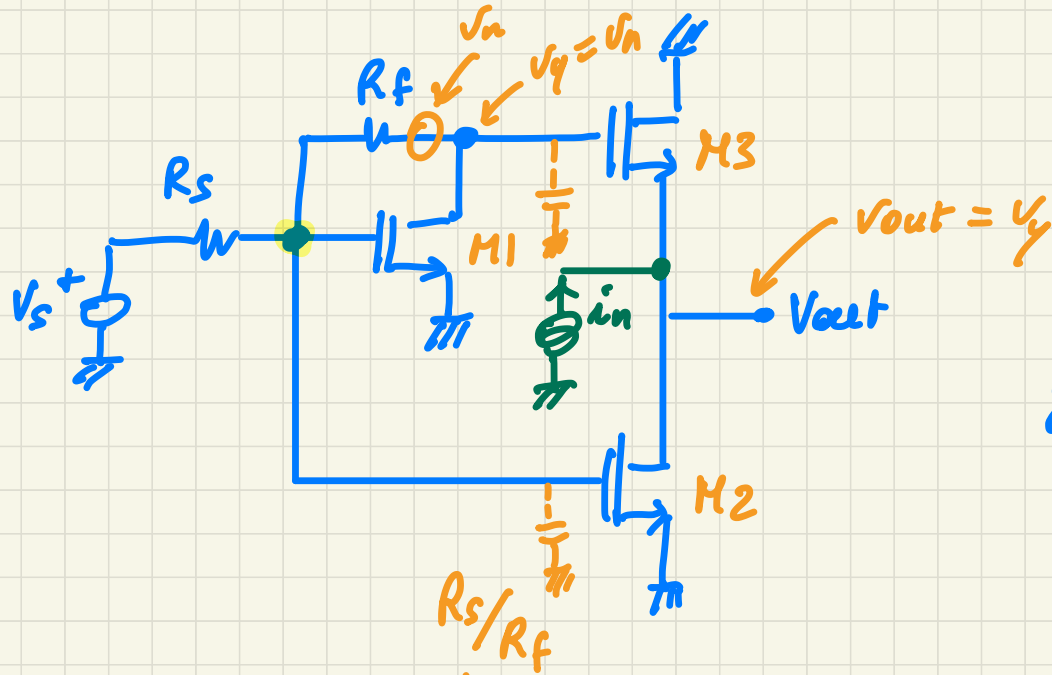 vn
vy = vn
Rf
M3
Rs
vout = vy
M1
Vs +
in
Vout
M2
Rs/Rf